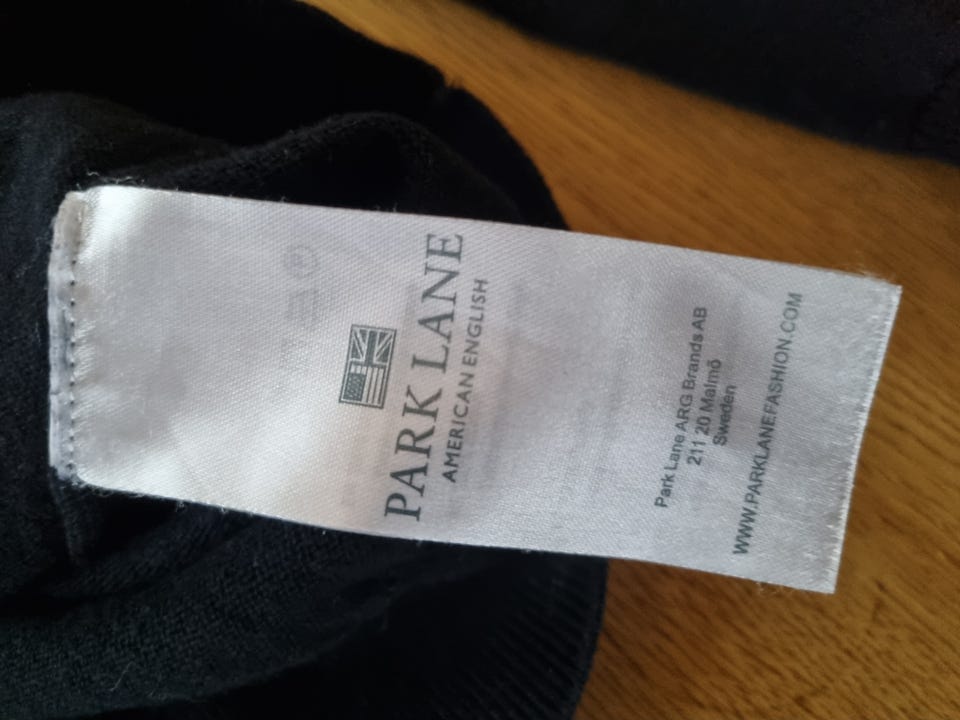 PARK LANE
AMERICAN ENGLISH
Park Lane ARG Brands AB
211 20 Malmö
Sweden
WWW.PARKLANEFASHION.COM